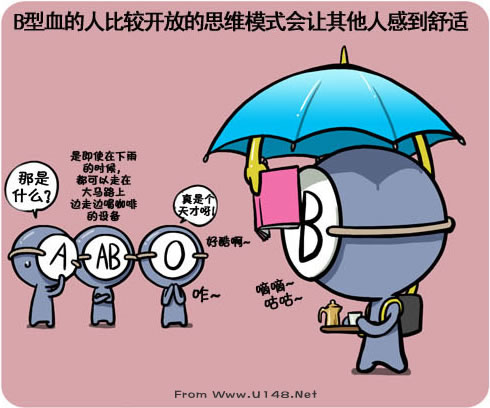 B型血的人比较开放的思维模式会让其他人感到舒适
那是
什么?
是即使在下雨
的时候,
都可以走在
大马路上
边走边喝咖啡
的设备
真是个
天才呀!
A
AB
O
好酷啊~
咋~
B
嘀嘀~
咕咕~
From Www.U148.Net